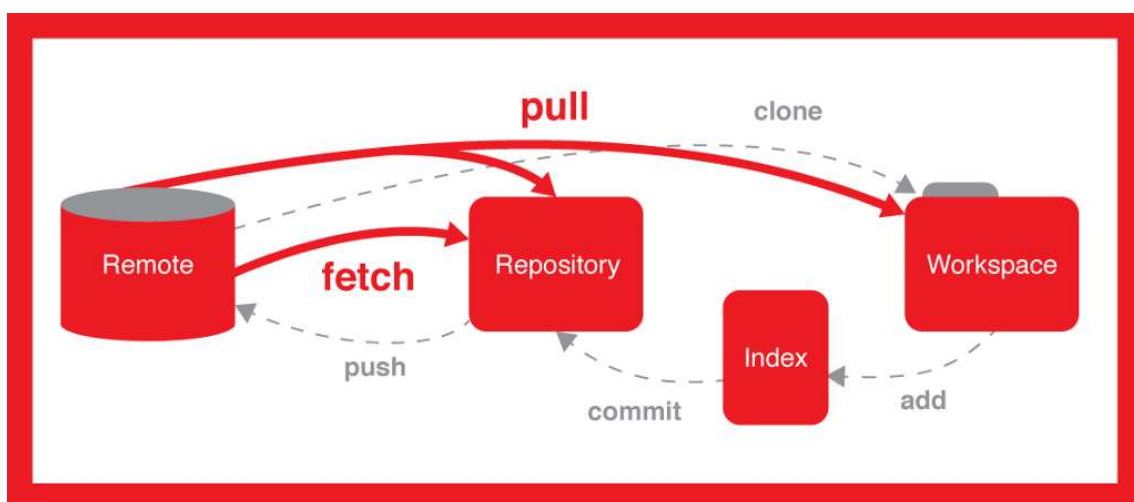 pull
clone
Remote
fetch
Repository
Workspace
push
Index
commit
add